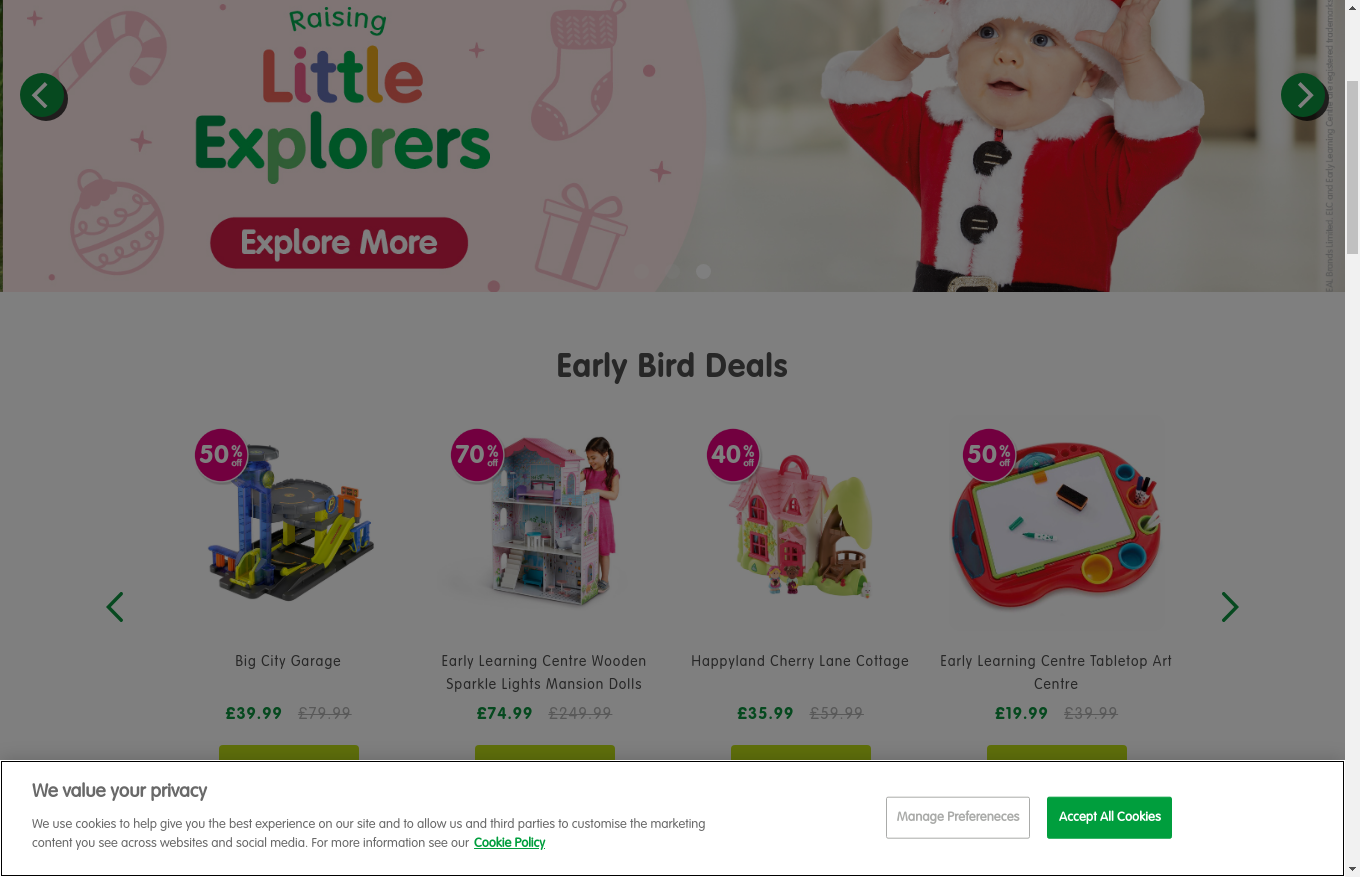 Raising
Little
Explorers
Explore More
Early Bird Deals
50% off
70% off
40% off
50% off
Big City Garage
£39.99 £79.99
Early Learning Centre Wooden
Sparkle Lights Mansion Dolls
£74.99 £249.99
Happyland Cherry Lane Cottage
£35.99 £59.99
Early Learning Centre Tabletop Art
Centre
£19.99 £39.99
We value your privacy
We use cookies to help give you the best experience on our site and to allow us and third parties to customise the marketing
content you see across websites and social media. For more information see our Cookie Policy
Manage Prefereneces
Accept All Cookies
Brands Limited. ELC and Early Learning Centre are registered trademarks